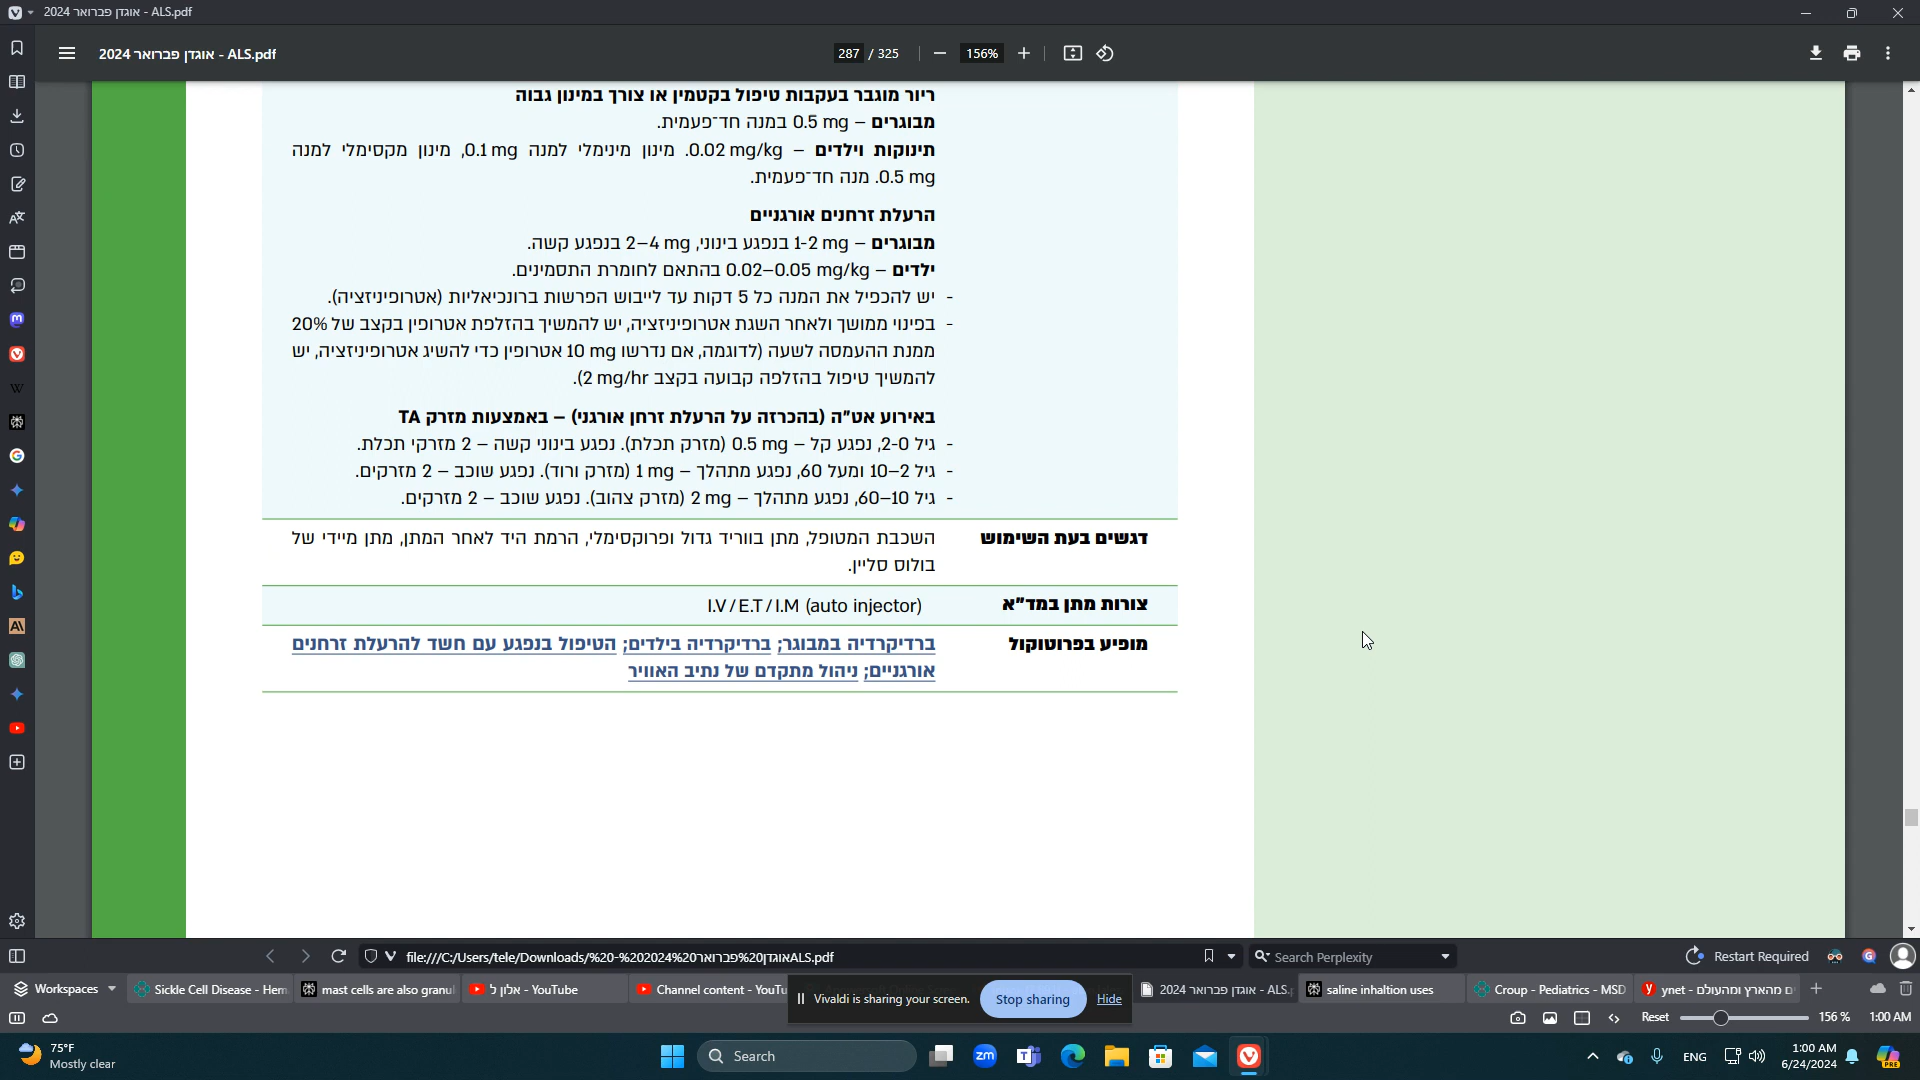 אוגדן פברואר 2024 - ALS.pdf
אוגדן פברואר 2024 - ALS.pdf
287 / 325
156%
ריור מוגבר בעקבות טיפול בקטמין או צורך במינון גבוה
מבוגרים – 0.5 mg במנה חד־פעמית.
תינוקות וילדים – 0.02 mg/kg. מינון מינימלי למנה 0.1 mg, מינון מקסימלי למנה
0.5 mg. מנה חד־פעמית.
הרעלת זרחנים אורגניים
מבוגרים – 1-2 mg בנפגע בינוני, 2–4 mg בנפגע קשה.
ילדים – 0.02–0.05 mg/kg בהתאם לחומרת התסמינים.
- יש להכפיל את המנה כל 5 דקות עד לייבוש הפרשות ברונכיאליות (אטרופיניזציה).
- בפינוי ממושך ולאחר השגת אטרופיניזציה, יש להמשיך בהזלפת אטרופין בקצב של 20%
ממנת ההעמסה לשעה (לדוגמה, אם נדרשו 10 mg אטרופין כדי להשיג אטרופיניזציה, יש
להמשיך טיפול בהזלפה קבועה בקצב 2 mg/hr).
באירוע אט"ה (בהכרזה על הרעלת זרחן אורגני) – באמצעות מזרק TA
- גיל 2-0, נפגע קל – 0.5 mg (מזרק תכלת). נפגע בינוני קשה – 2 מזרקי תכלת.
- גיל 2–10 ומעל 60, נפגע מתהלך – 1 mg (מזרק ורוד). נפגע שוכב – 2 מזרקים.
- גיל 10–60, נפגע מתהלך – 2 mg (מזרק צהוב). נפגע שוכב – 2 מזרקים.
דגשים בעת השימוש
השכבת המטופל, מתן בווריד גדול ופרוקסימלי, הרמת היד לאחר המתן, מתן מיידי של
בולוס סליין.
צורות מתן במד"א
I.V / E.T / I.M (auto injector)
מופיע בפרוטוקול
ברדיקרדיה במבוגר; ברדיקרדיה בילדים; הטיפול בנפגע עם חשד להרעלת זרחנים
אורגניים; ניהול מתקדם של נתיב האוויר
file:///C:/Users/tele/Downloads/%20-%202024%20פברואר%20אוגדןALS.pdf
Search Perplexity
Restart Required
Workspaces
Sickle Cell Disease - Hem
mast cells are also granul
אלון ל - YouTube
Channel content - YouTu
Vivaldi is sharing your screen.
Stop sharing
Hide
אוגדן פברואר 2024 - ALS.
saline inhaltion uses
Croup - Pediatrics - MSD
ynet - ם מהארץ ומהעולם
Reset
156 %
1:00 AM
75°F
Mostly clear
Search
zm
ENG
1:00 AM
6/24/2024
PRE